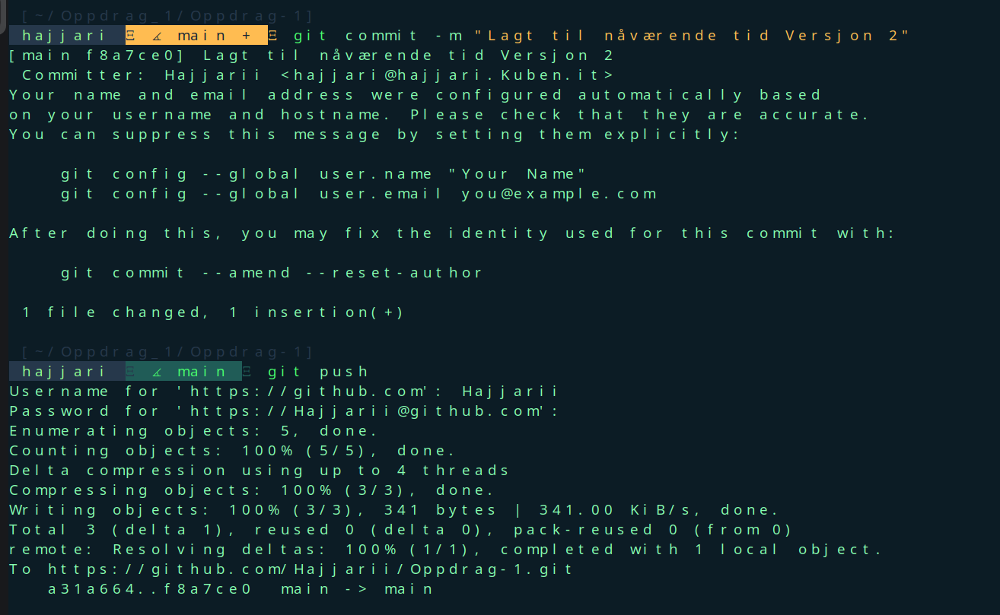 [~/Oppdrag_1/Oppdrag-1]
hajjari Ξ ∡ main + Ξ git commit -m "Lagt til nåværende tid Versjon 2"
[main f8a7ce0] Lagt til nåværende tid Versjon 2
Committer: Hajjarii <hajjari@hajjari.Kuben.it>
Your name and email address were configured automatically based
on your username and hostname. Please check that they are accurate.
You can suppress this message by setting them explicitly:
git config --global user.name "Your Name"
git config --global user.email you@example.com
After doing this, you may fix the identity used for this commit with:
git commit --amend --reset-author
1 file changed, 1 insertion(+)
[~/Oppdrag_1/Oppdrag-1]
hajjari Ξ ∡ main Ξ git push
Username for 'https://github.com': Hajjarii
Password for 'https://Hajjarii@github.com':
Enumerating objects: 5, done.
Counting objects: 100% (5/5), done.
Delta compression using up to 4 threads
Compressing objects: 100% (3/3), done.
Writing objects: 100% (3/3), 341 bytes | 341.00 KiB/s, done.
Total 3 (delta 1), reused 0 (delta 0), pack-reused 0 (from 0)
remote: Resolving deltas: 100% (1/1), completed with 1 local object.
To https://github.com/Hajjarii/Oppdrag-1.git
a31a664..f8a7ce0 main -> main